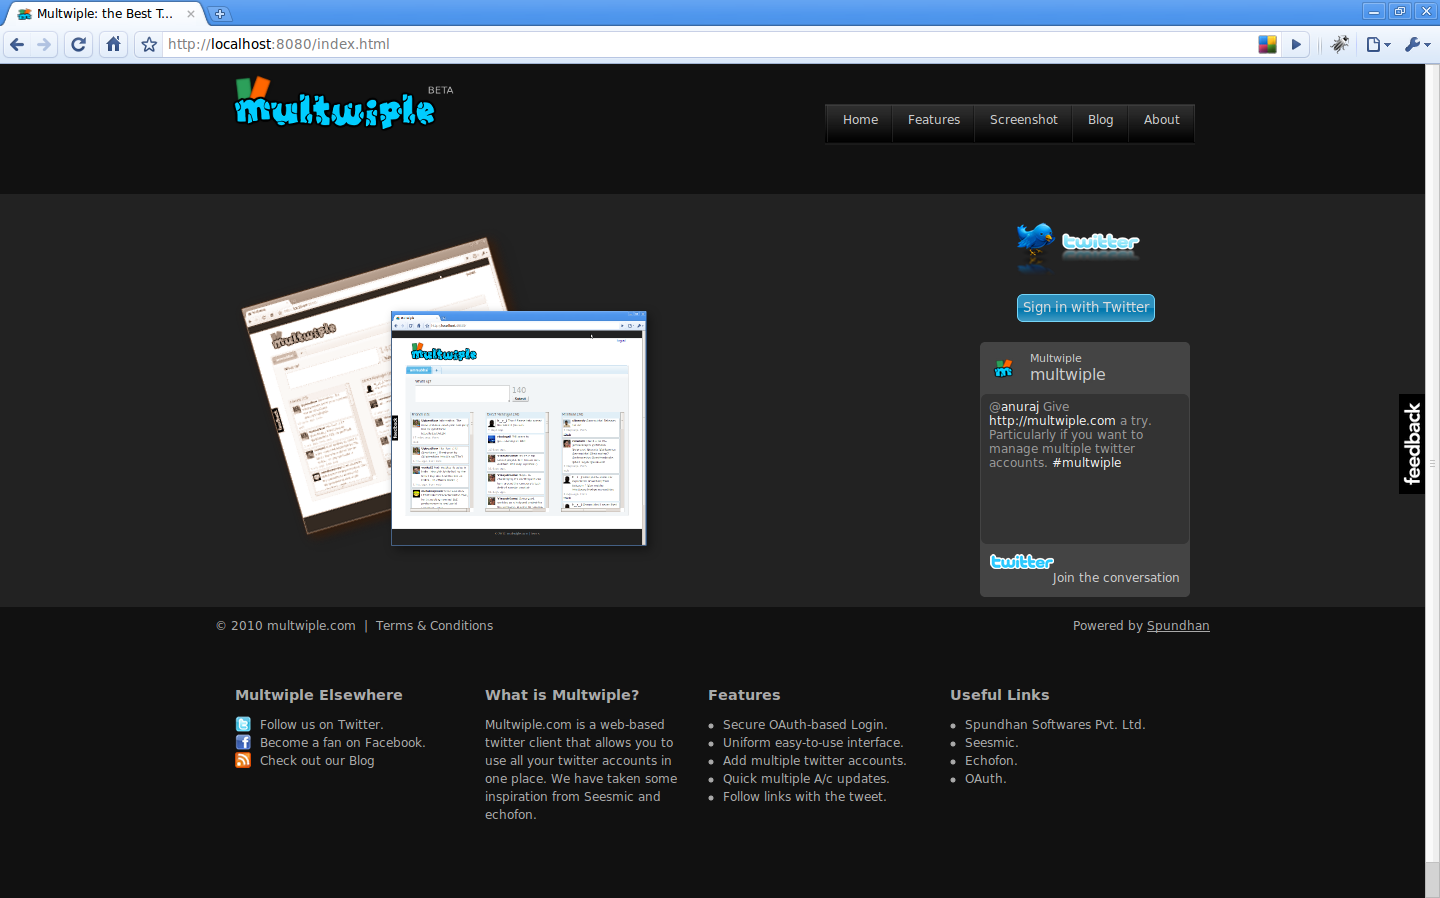 Multwiple: the Best T...
http://localhost:8080/index.html
multwiple
BETA
Home
Features
Screenshot
Blog
About
twitter
Sign in with Twitter
multwiple
multwiple
140
Multwiple
multwiple
@anuraj Give
http://multwiple.com a try.
Particularly if you want to
manage multiple twitter
accounts. #multwiple
twitter
Join the conversation
feedback
© 2010 multwiple.com | Terms & Conditions
Powered by Spundhan
Multwiple Elsewhere
Follow us on Twitter.
Become a fan on Facebook.
Check out our Blog
What is Multwiple?
Multwiple.com is a web-based
twitter client that allows you to
use all your twitter accounts in
one place. We have taken some
inspiration from Seesmic and
echofon.
Features
Secure OAuth-based Login.
Uniform easy-to-use interface.
Add multiple twitter accounts.
Quick multiple A/c updates.
Follow links with the tweet.
Useful Links
Spundhan Softwares Pvt. Ltd.
Seesmic.
Echofon.
OAuth.